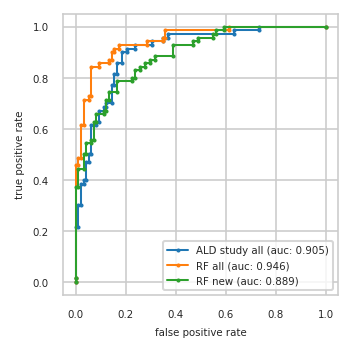 1.0
0.8
0.6
0.4
0.2
0.0
true positive rate
ALD study all (auc: 0.905)
RF all (auc: 0.946)
RF new (auc: 0.889)
0.0 0.2 0.4 0.6 0.8 1.0
false positive rate